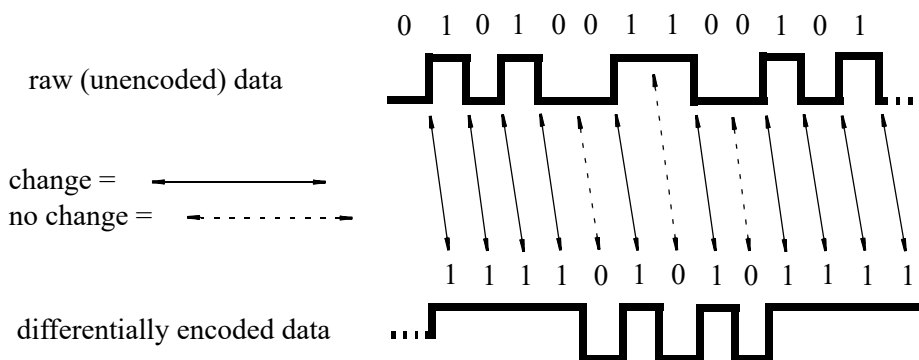 0 1 0 1 0 0 1 1 0 0 1 0 1
raw (unencoded) data
change =
no change =
1 1 1 1 0 1 0 1 0 1 1 1 1
differentially encoded data